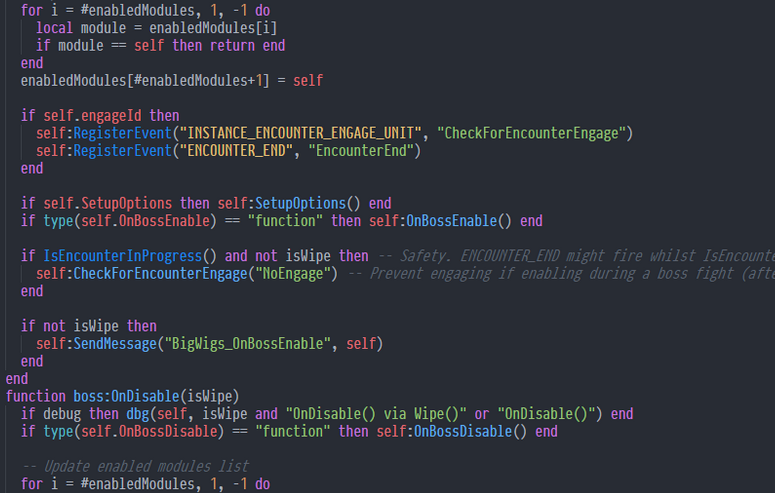 for i = #enabledModules, 1, -1 do
local module = enabledModules[i]
if module == self then return end
end
enabledModules[#enabledModules+1] = self
if self.engageId then
self:RegisterEvent("INSTANCE_ENCOUNTER_ENGAGE_UNIT", "CheckForEncounterEngage")
self:RegisterEvent("ENCOUNTER_END", "EncounterEnd")
end
if self.SetupOptions then self:SetupOptions() end
if type(self.OnBossEnable) == "function" then self:OnBossEnable() end
if IsEncounterInProgress() and not isWipe then -- Safety. ENCOUNTER_END might fire whilst IsEncounte
self:CheckForEncounterEngage("NoEngage") -- Prevent engaging if enabling during a boss fight (afte
end
if not isWipe then
self:SendMessage("BigWigs_OnBossEnable", self)
end
end
function boss:OnDisable(isWipe)
if debug then dbg(self, isWipe and "OnDisable() via Wipe()" or "OnDisable()") end
if type(self.OnBossDisable) == "function" then self:OnBossDisable() end
-- Update enabled modules list
for i = #enabledModules, 1, -1 do